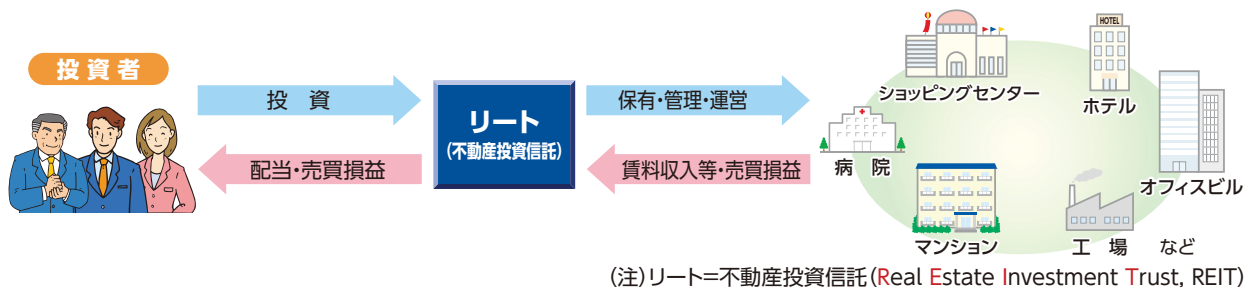 投資者
投 資
配当・売買損益
リート
(不動産投資信託)
保有・管理・運営
賃料収入等・売買損益
ショッピングセンター
HOTEL
ホテル
病 院
オフィスビル
マンション
工 場 など
(注)リート=不動産投資信託(Real Estate Investment Trust, REIT)